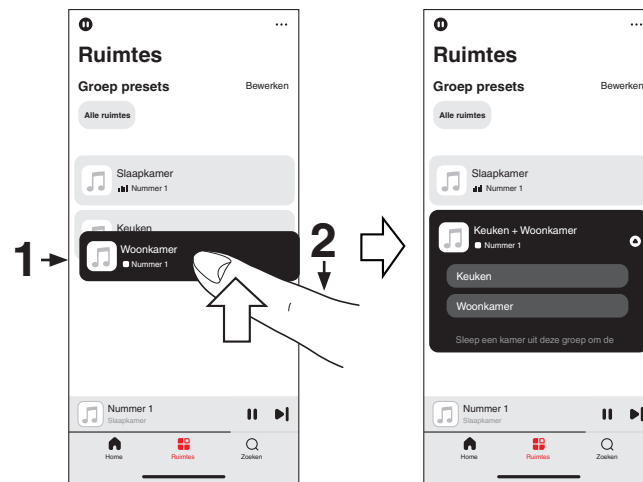 Ruimtes
Groep presets
Bewerken
Alle ruimtes
Slaapkamer
Nummer 1
Keuken
Woonkamer
Nummer 1
1
2
Nummer 1
Slaapkamer
Home
Ruimtes
Zoeken
Ruimtes
Groep presets
Bewerken
Alle ruimtes
Slaapkamer
Nummer 1
Keuken + Woonkamer
Nummer 1
Keuken
Woonkamer
Sleep een kamer uit deze groep om de
Nummer 1
Slaapkamer
Home
Ruimtes
Zoeken